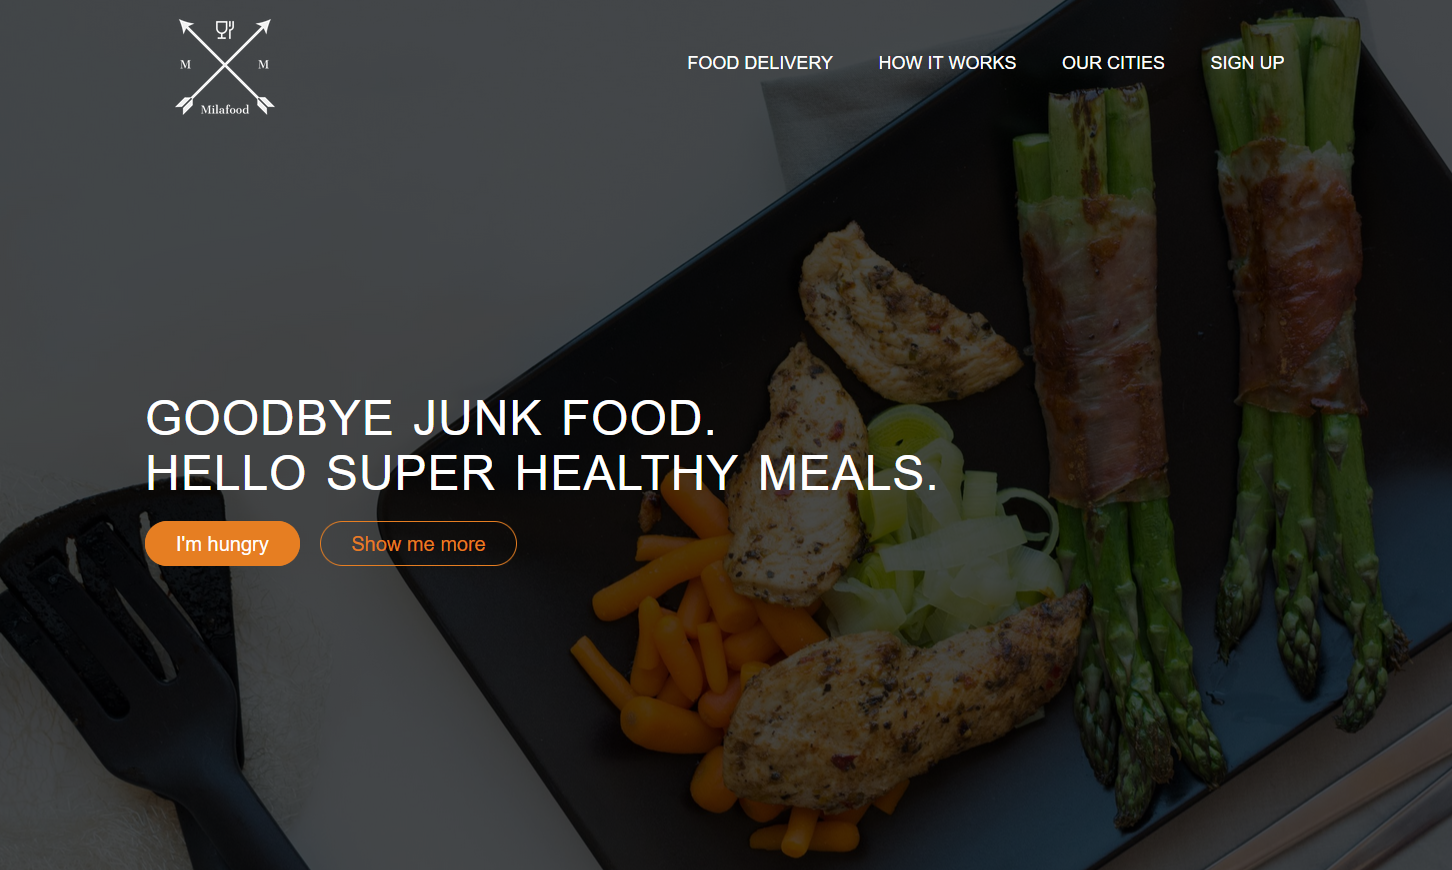 M M
Milafood
FOOD DELIVERY HOW IT WORKS OUR CITIES SIGN UP
GOODBYE JUNK FOOD.
HELLO SUPER HEALTHY MEALS.
I'm hungry Show me more